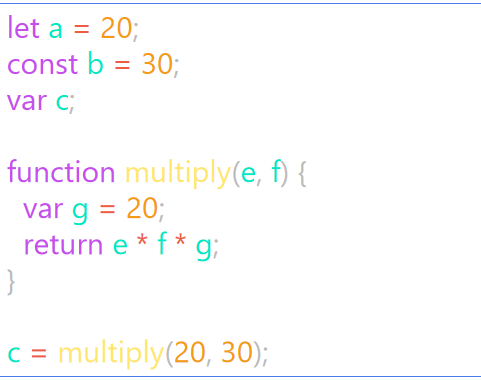 let a = 20;
const b = 30;
var c;

function multiply(e, f) {
  var g = 20;
  return e * f * g;
}

c = multiply(20, 30);